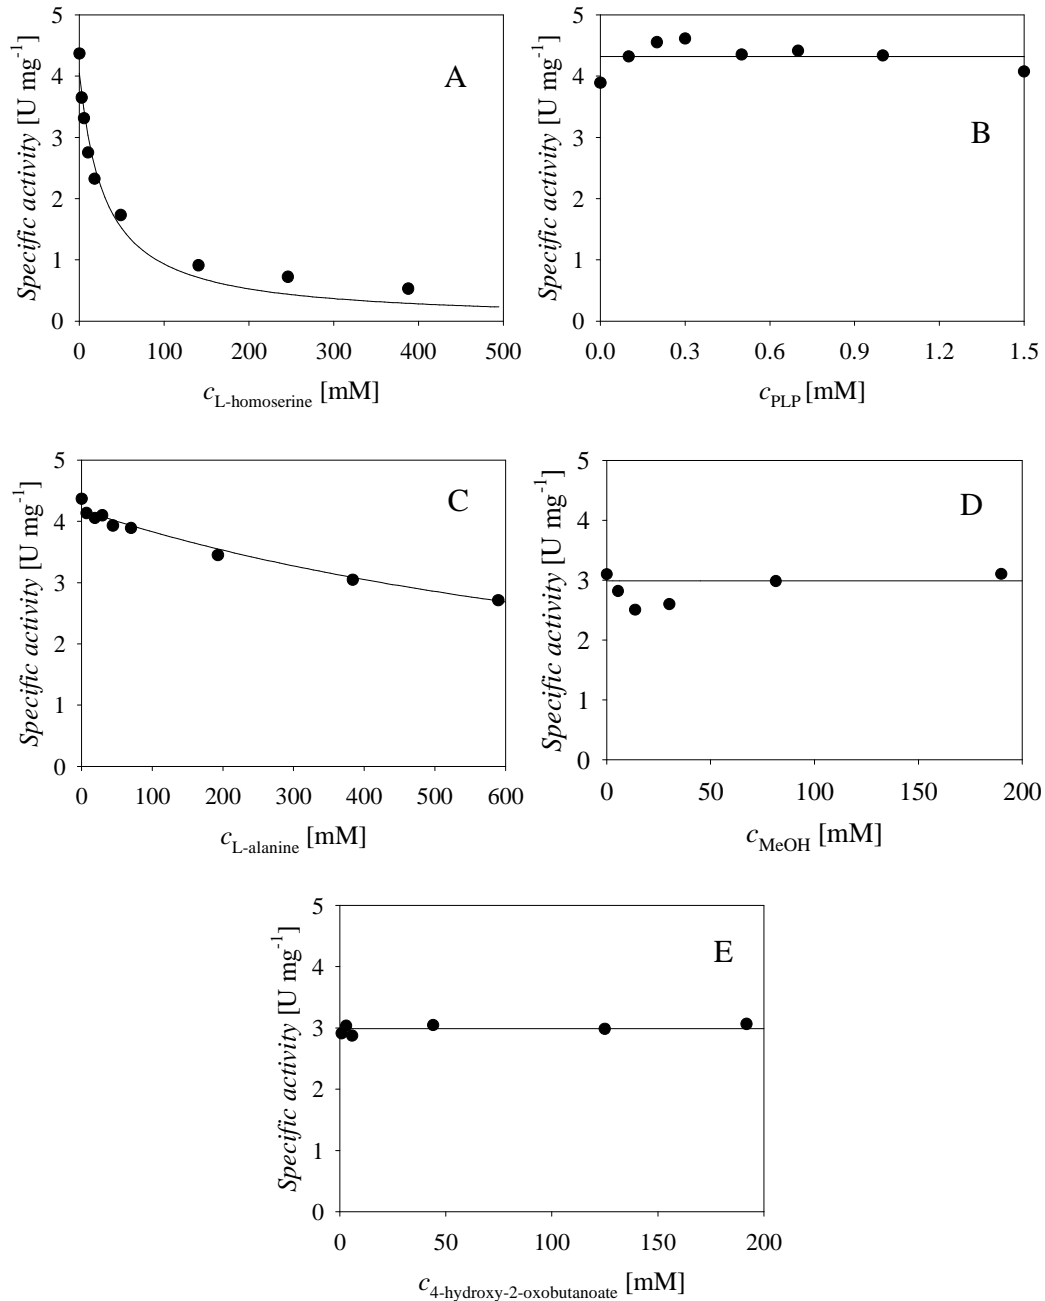 A
Specific activity [U mg⁻¹]
5
4
3
2
1
0
0 100 200 300 400 500
c L-homoserine [mM]
B
Specific activity [U mg⁻¹]
5
4
3
2
1
0
0.0 0.3 0.6 0.9 1.2 1.5
c PLP [mM]
C
Specific activity [U mg⁻¹]
5
4
3
2
1
0
0 100 200 300 400 500 600
c L-alanine [mM]
D
Specific activity [U mg⁻¹]
5
4
3
2
1
0
0 50 100 150 200
c MeOH [mM]
E
Specific activity [U mg⁻¹]
5
4
3
2
1
0
0 50 100 150 200
c 4-hydroxy-2-oxobutanoate [mM]